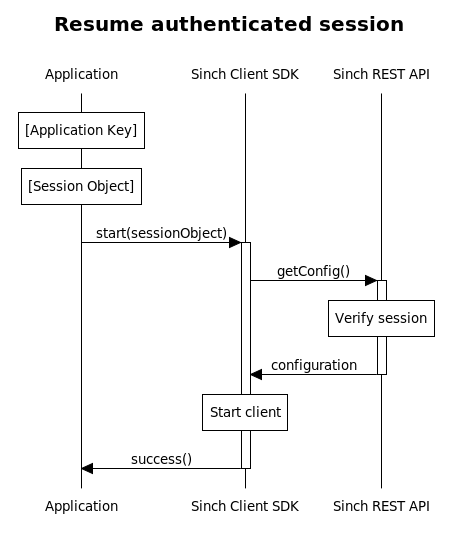 Resume authenticated session
Application
Sinch Client SDK
Sinch REST API
[Application Key]
[Session Object]
start(sessionObject)
getConfig()
Verify session
configuration
Start client
success()
Application
Sinch Client SDK
Sinch REST API